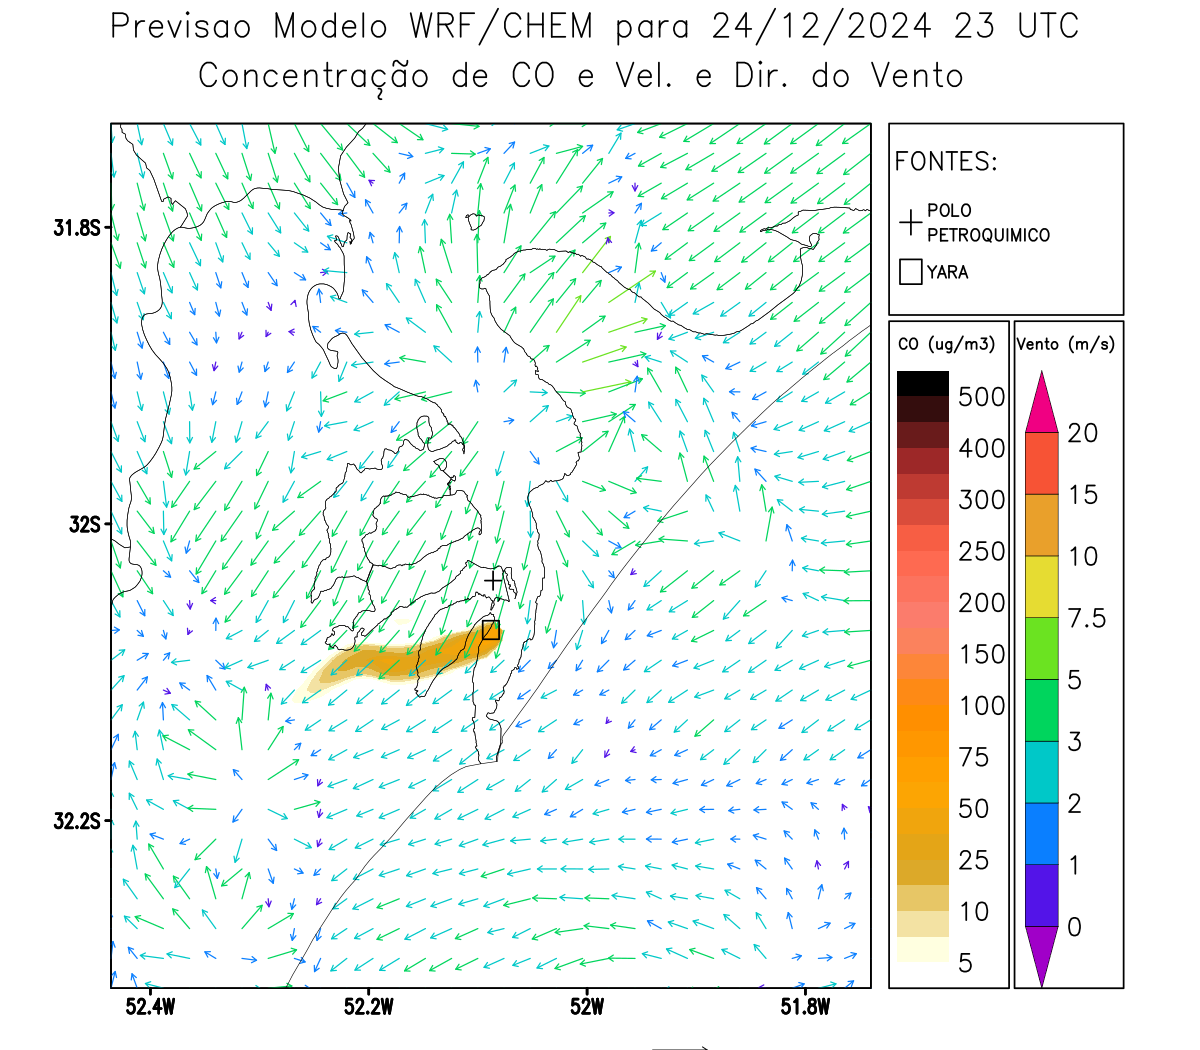 Previsao Modelo WRF/CHEM para 24/12/2024 23 UTC
Concentração de CO e Vel. e Dir. do Vento
FONTES:
POLO
PETROQUIMICO
YARA
CO (ug/m3)
500
400
300
250
200
150
100
75
50
25
10
5
Vento (m/s)
20
15
10
7.5
5
3
2
1
0
31.8S
32S
32.2S
52.4W
52.2W
52W
51.8W